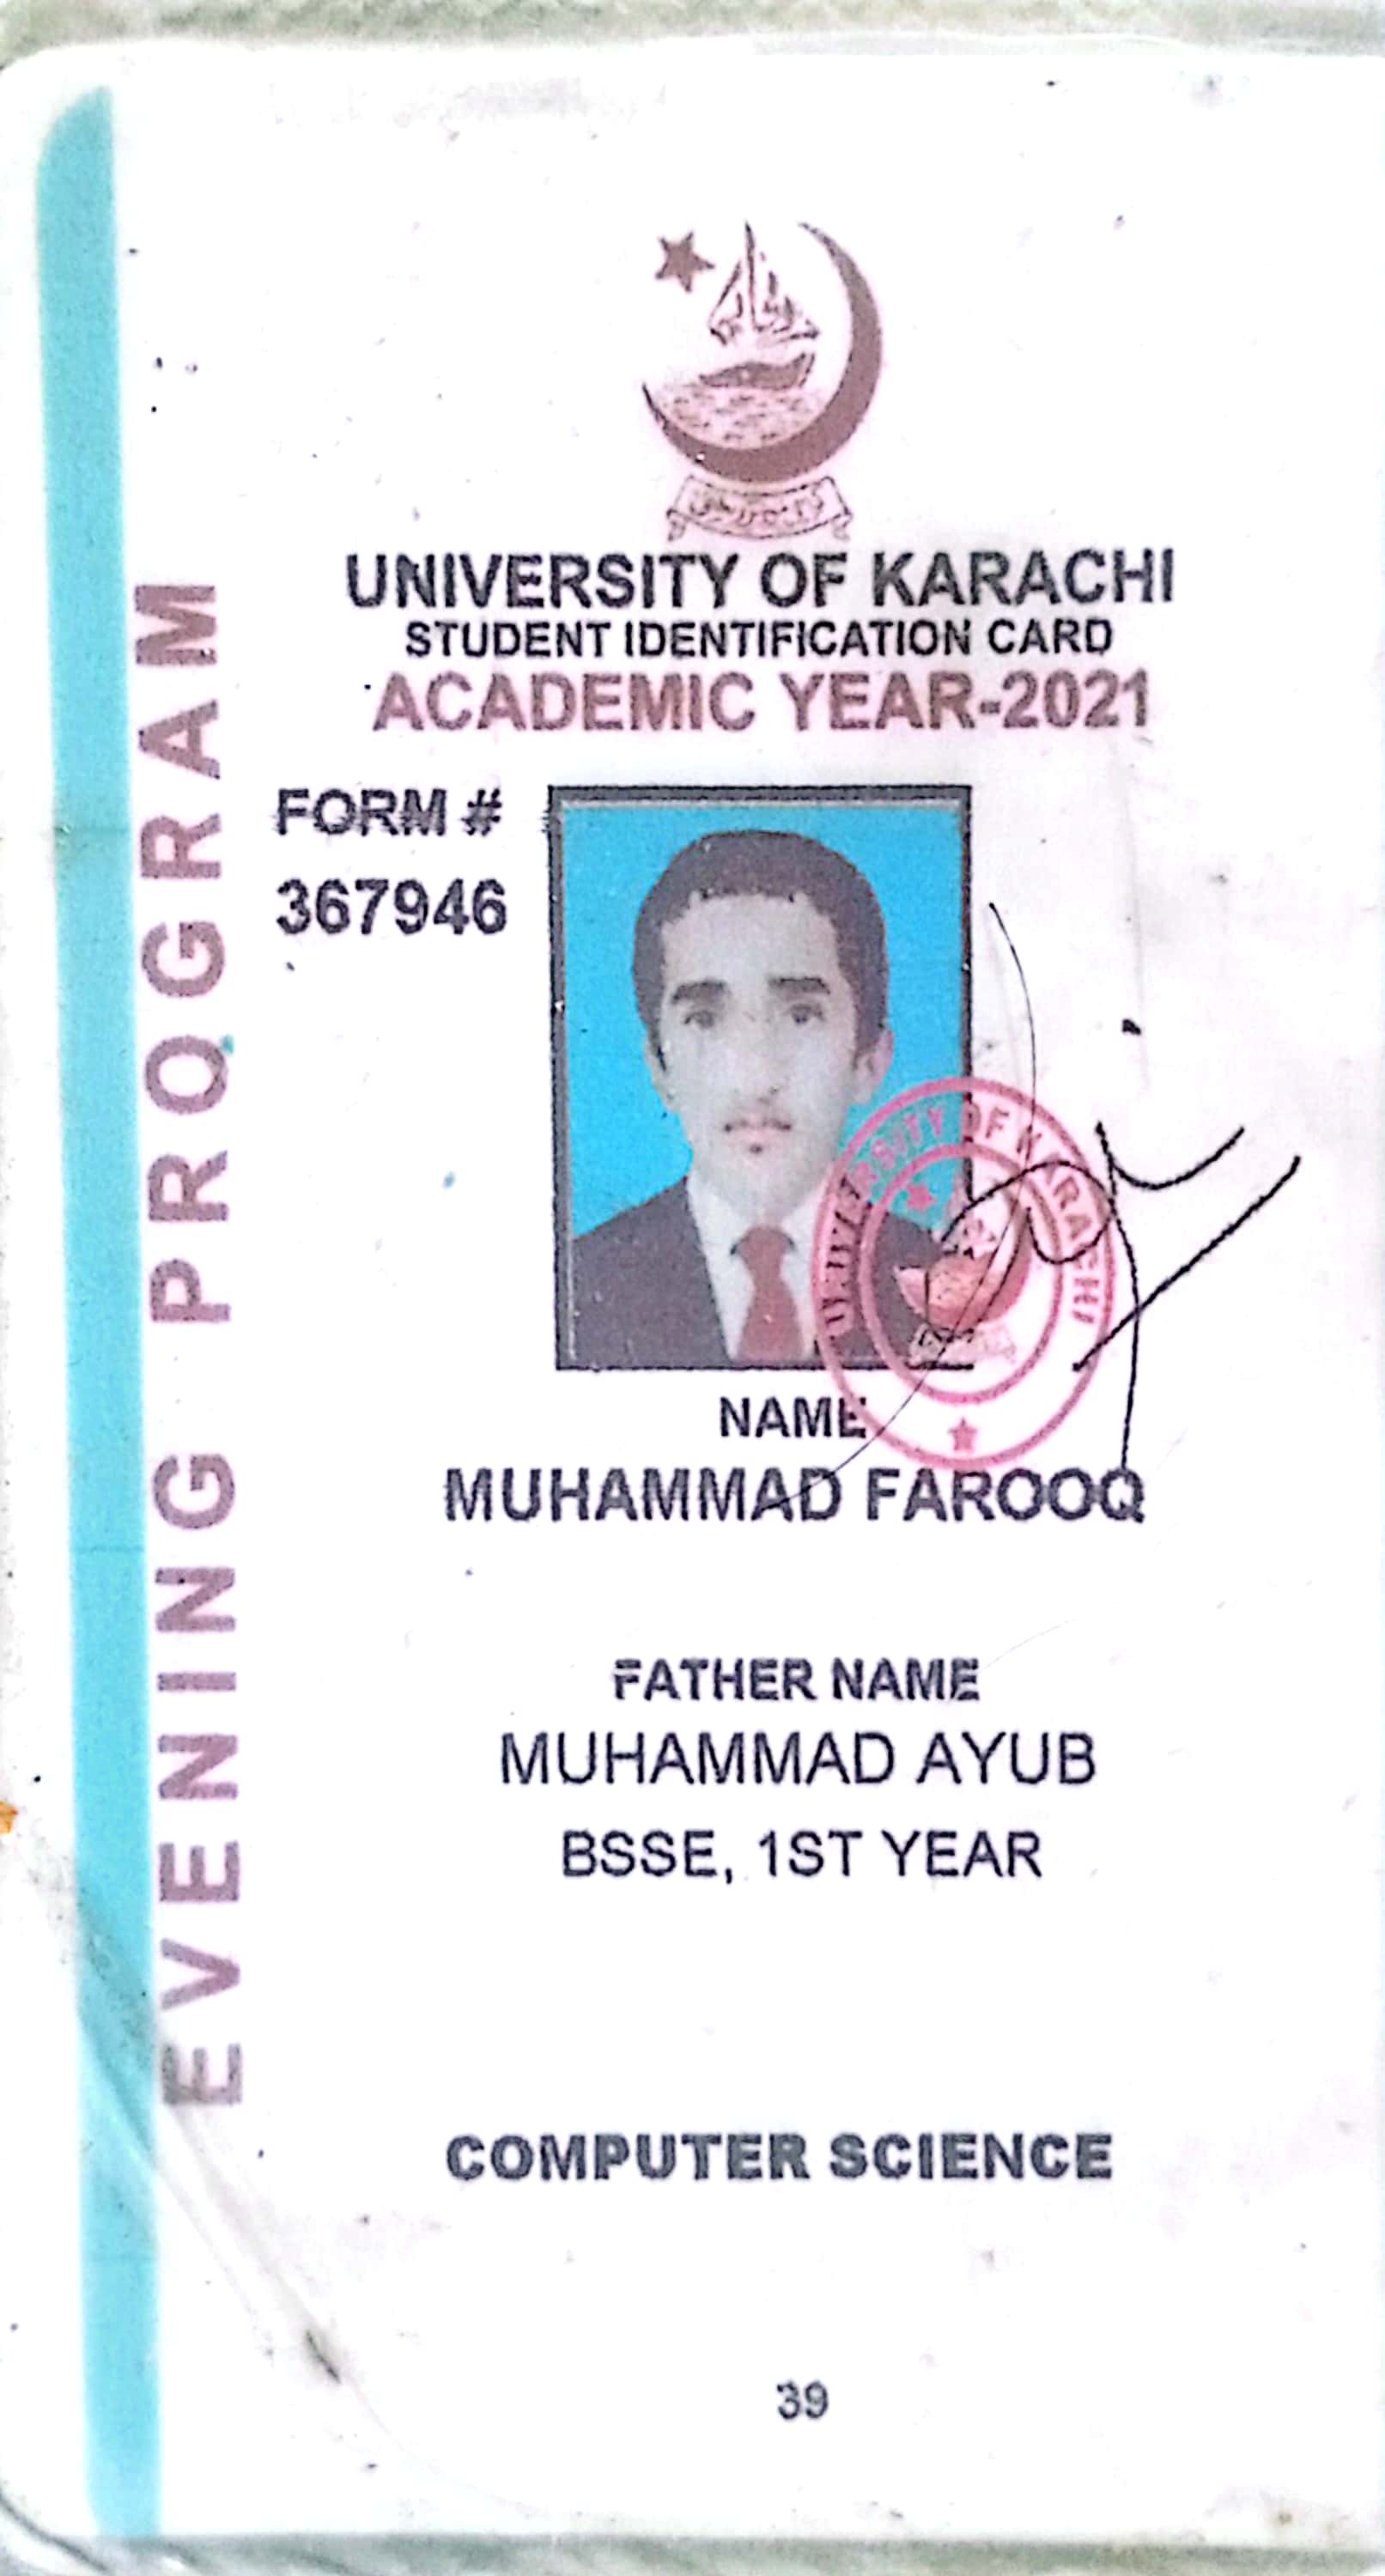 UNIVERSITY OF KARACHI
STUDENT IDENTIFICATION CARD
ACADEMIC YEAR-2021
EVENING PROGRAM
FORM #
367946
UNIVERSITY OF KARACHI
NAME
MUHAMMAD FAROOQ
FATHER NAME
MUHAMMAD AYUB
BSSE, 1ST YEAR
COMPUTER SCIENCE
39